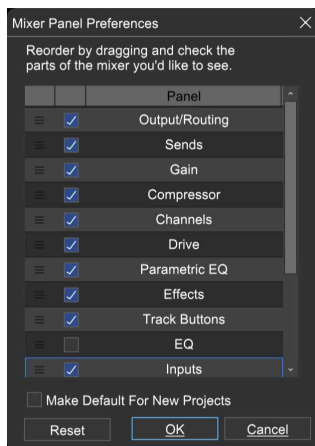 Mixer Panel Preferences
Reorder by dragging and check the
parts of the mixer you'd like to see.
Panel
Output/Routing
Sends
Gain
Compressor
Channels
Drive
Parametric EQ
Effects
Track Buttons
EQ
Inputs
Make Default For New Projects
Reset OK Cancel